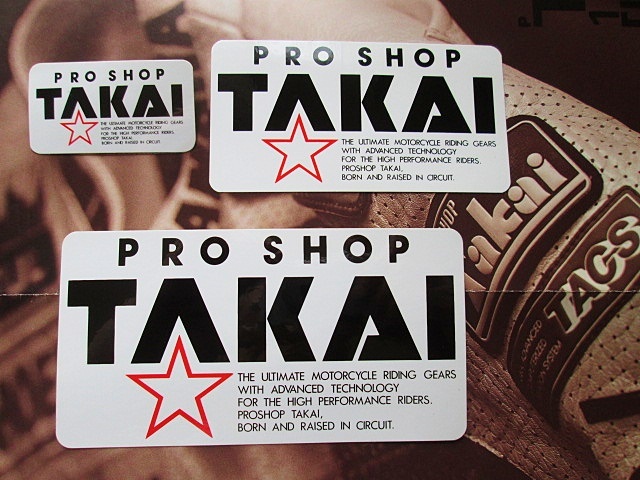 PRO SHOP
TAKAI
THE ULTIMATE MOTORCYCLE RIDING GEARS
WITH ADVANCED TECHNOLOGY
FOR THE HIGH PERFORMANCE RIDERS.
PROSHOP TAKAI,
BORN AND RAISED IN CIRCUIT.
PRO SHOP
TAKAI
THE ULTIMATE MOTORCYCLE RIDING GEARS
WITH ADVANCED TECHNOLOGY
FOR THE HIGH PERFORMANCE RIDERS.
PROSHOP TAKAI,
BORN AND RAISED IN CIRCUIT.
takai
TACS
PRO SHOP
TAKAI
THE ULTIMATE MOTORCYCLE RIDING GEARS
WITH ADVANCED TECHNOLOGY
FOR THE HIGH PERFORMANCE RIDERS.
PROSHOP TAKAI,
BORN AND RAISED IN CIRCUIT.